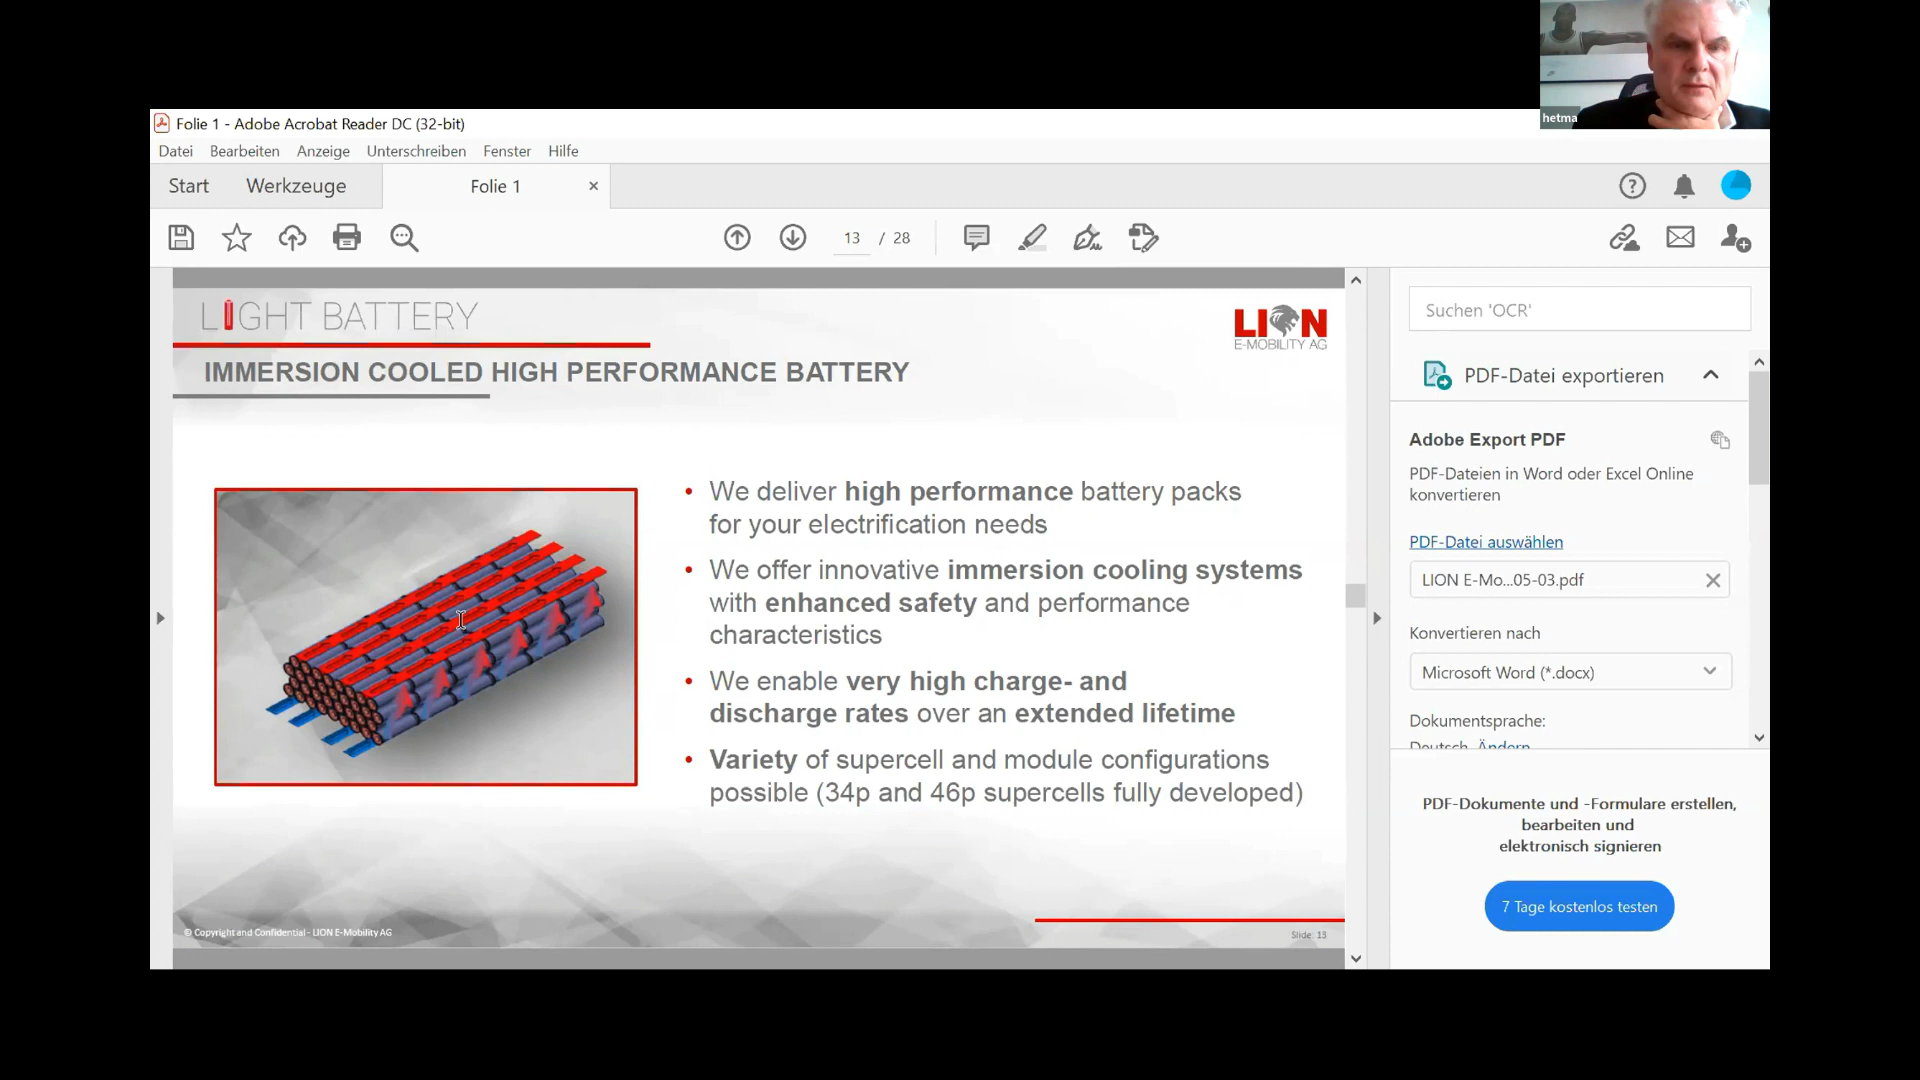 hetma
Folie 1 - Adobe Acrobat Reader DC (32-bit)
Datei Bearbeiten Anzeige Unterschreiben Fenster Hilfe
Start Werkzeuge Folie 1
13 / 28
LIGHT BATTERY
LION
E-MOBILITY AG
IMMERSION COOLED HIGH PERFORMANCE BATTERY
• We deliver high performance battery packs
for your electrification needs
• We offer innovative immersion cooling systems
with enhanced safety and performance
characteristics
• We enable very high charge- and
discharge rates over an extended lifetime
• Variety of supercell and module configurations
possible (34p and 46p supercells fully developed)
© Copyright and Confidential - LION E-Mobility AG
Slide: 13
Suchen 'OCR'
PDF-Datei exportieren
Adobe Export PDF
PDF-Dateien in Word oder Excel Online
konvertieren
PDF-Datei auswählen
LION E-Mo...05-03.pdf
Konvertieren nach
Microsoft Word (*.docx)
Dokumentsprache:
Deutsch Ändern
PDF-Dokumente und -Formulare erstellen,
bearbeiten und
elektronisch signieren
7 Tage kostenlos testen